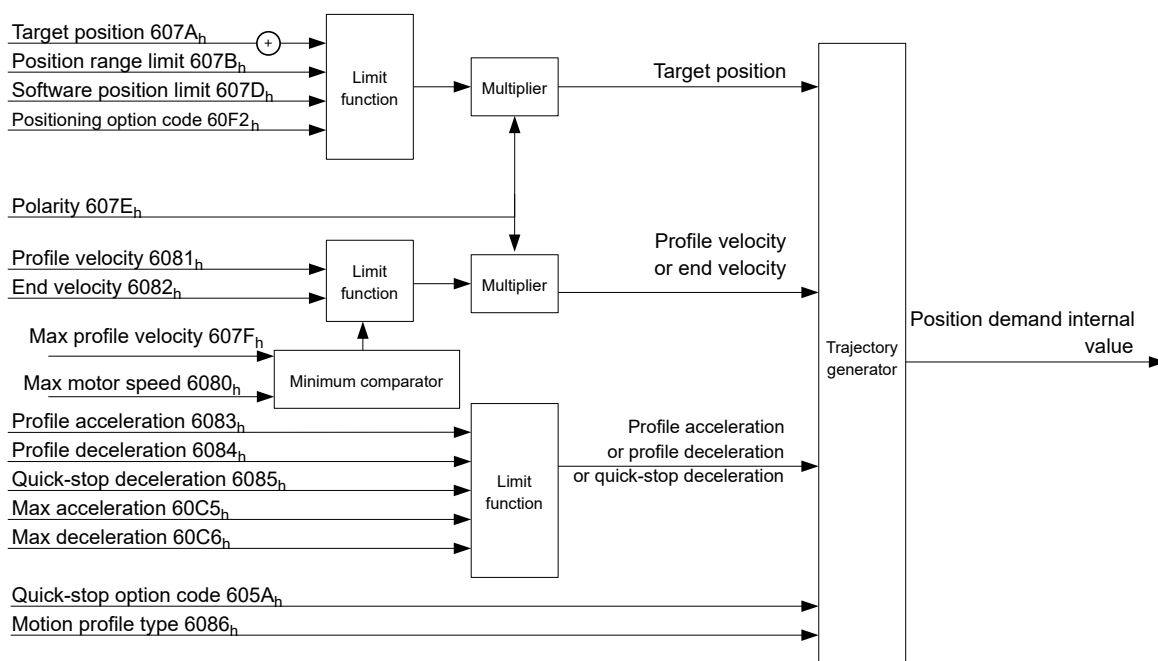 Target position 607Ah
+
Position range limit 607Bh
Software position limit 607Dh
Positioning option code 60F2h
Limit
function
Multiplier
Target position
Polarity 607Eh
Profile velocity 6081h
End velocity 6082h
Limit
function
Multiplier
Profile velocity
or end velocity
Max profile velocity 607Fh
Max motor speed 6080h
Minimum comparator
Trajectory
generator
Position demand internal
value
Profile acceleration 6083h
Profile deceleration 6084h
Quick-stop deceleration 6085h
Max acceleration 60C5h
Max deceleration 60C6h
Limit
function
Profile acceleration
or profile deceleration
or quick-stop deceleration
Quick-stop option code 605Ah
Motion profile type 6086h